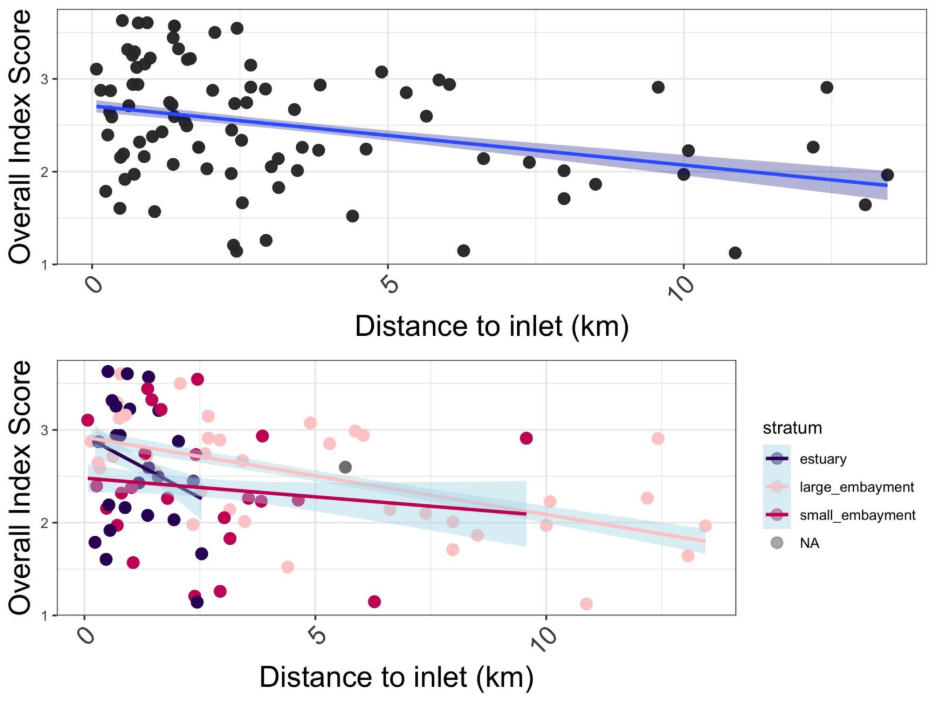 Overall Index Score
3
2
1
0
5
10
Distance to inlet (km)
Overall Index Score
3
2
1
0
5
10
Distance to inlet (km)
stratum
estuary
large_embayment
small_embayment
NA